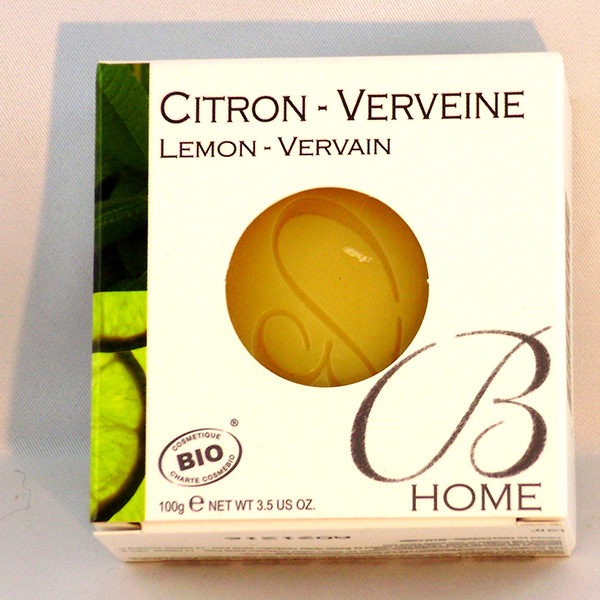 CITRON - VERVEINE
LEMON - VERVAIN
B
HOME
COSMETIQUE
BIO ®
CHARTE COSMEBIO
100g ℮ NET WT 3.5 US OZ.